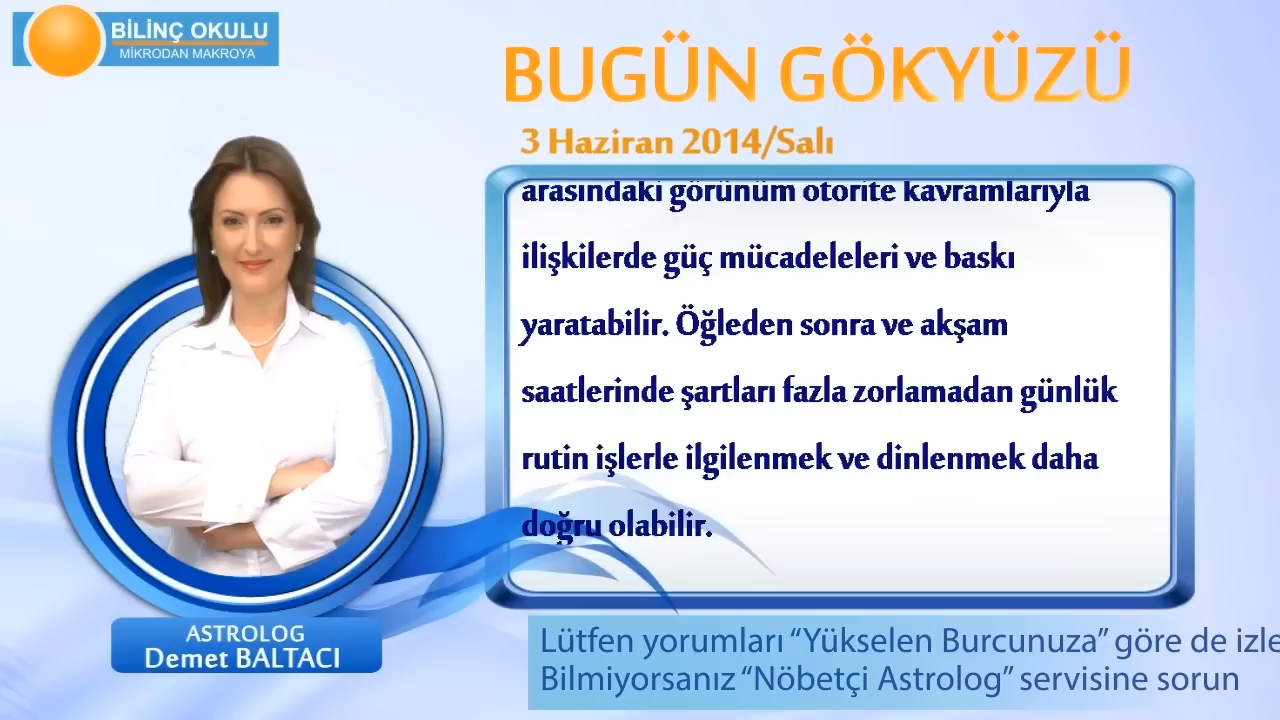 BİLİNÇ OKULU
MİKRODAN MAKROYA
BUGÜN GÖKYÜZÜ
3 Haziran 2014/Salı
arasındaki görünüm otorite kavramlarıyla
ilişkilerde güç mücadeleleri ve baskı
yaratabilir. Öğleden sonra ve akşam
saatlerinde şartları fazla zorlamadan günlük
rutin işlerle ilgilenmek ve dinlenmek daha
doğru olabilir.
ASTROLOG
Demet BALTACI
Lütfen yorumları “Yükselen Burcunuza” göre de izle
Bilmiyorsanız “Nöbetçi Astrolog” servisine sorun